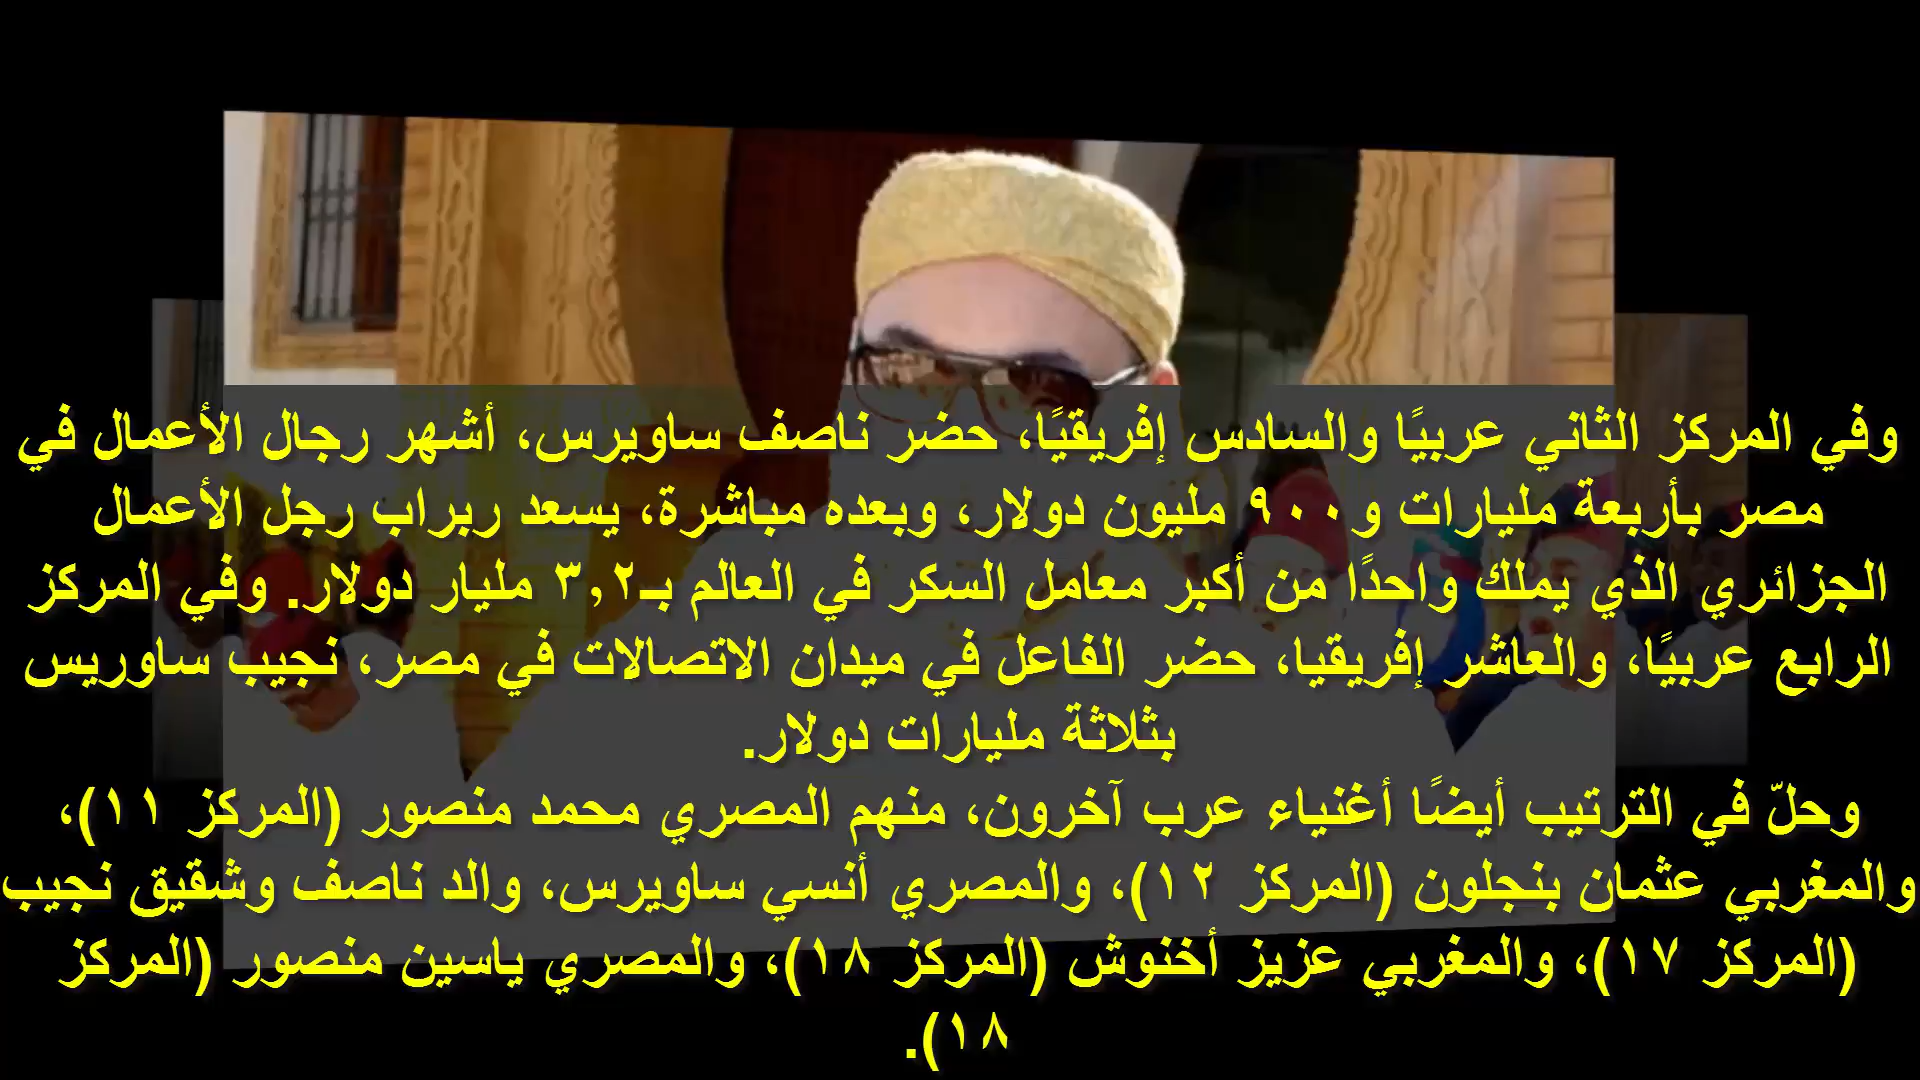 وفي المركز الثاني عربيًا والسادس إفريقيًا، حضر ناصف ساويرس، أشهر رجال الأعمال في
مصر بأربعة مليارات و٩٠٠ مليون دولار، وبعده مباشرة، يسعد ربراب رجل الأعمال
الجزائري الذي يملك واحدًا من أكبر معامل السكر في العالم بـ٣,٢ مليار دولار. وفي المركز
الرابع عربيًا، والعاشر إفريقيا، حضر الفاعل في ميدان الاتصالات في مصر، نجيب ساوريس
بثلاثة مليارات دولار.
وحلّ في الترتيب أيضًا أغنياء عرب آخرون، منهم المصري محمد منصور (المركز ١١)،
والمغربي عثمان بنجلون (المركز ١٢)، والمصري أنسي ساويرس، والد ناصف وشقيق نجيب
(المركز ١٧)، والمغربي عزيز أخنوش (المركز ١٨)، والمصري ياسين منصور (المركز
١٨).